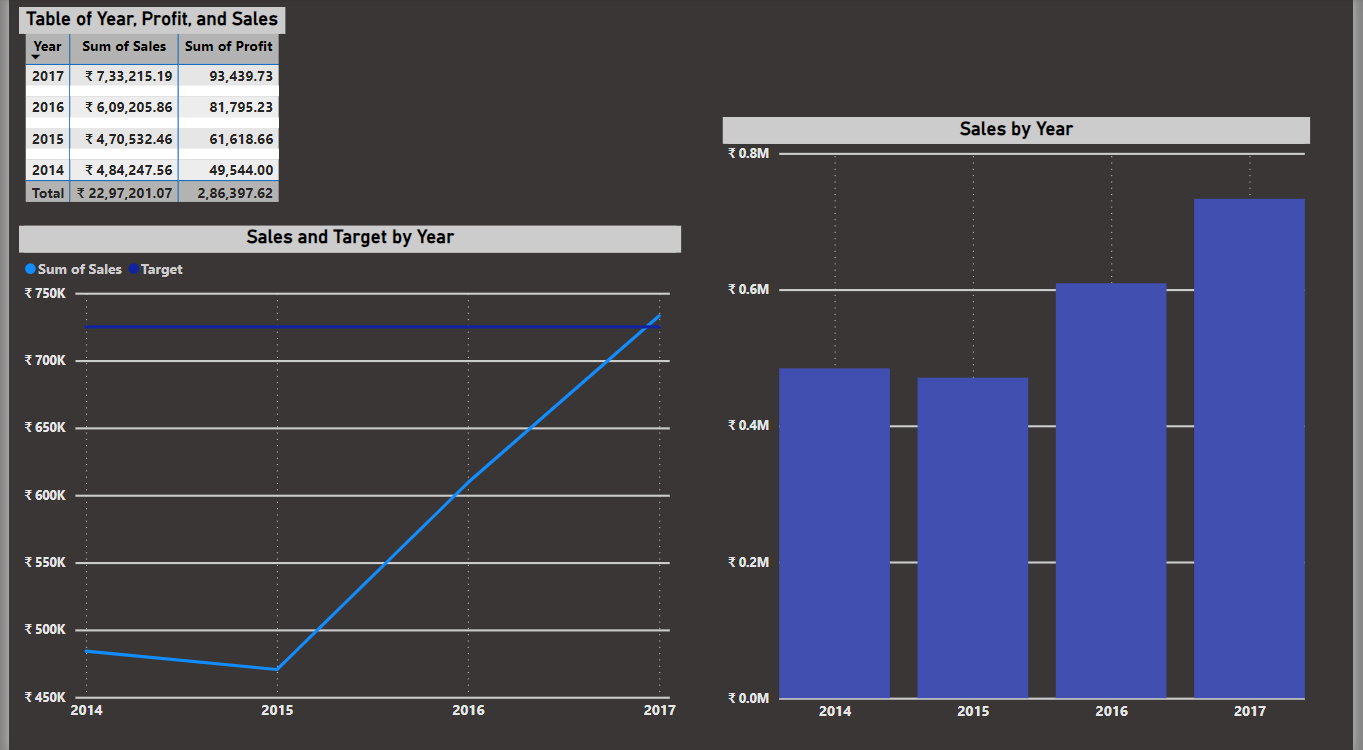 Table of Year, Profit, and Sales
Year Sum of Sales Sum of Profit
2017 ₹ 7,33,215.19 93,439.73
2016 ₹ 6,09,205.86 81,795.23
2015 ₹ 4,70,532.46 61,618.66
2014 ₹ 4,84,247.56 49,544.00
Total ₹ 22,97,201.07 2,86,397.62
Sales and Target by Year
Sum of Sales Target
₹ 750K
₹ 700K
₹ 650K
₹ 600K
₹ 550K
₹ 500K
₹ 450K
2014 2015 2016 2017
Sales by Year
₹ 0.8M
₹ 0.6M
₹ 0.4M
₹ 0.2M
₹ 0.0M
2014 2015 2016 2017